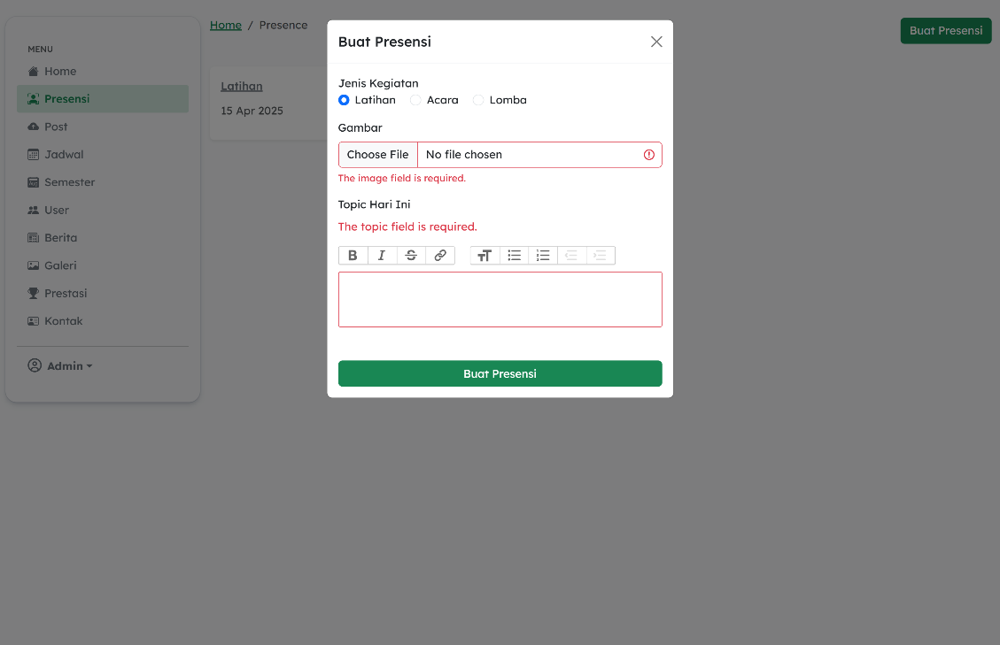 MENU
Home
Presensi
Post
Jadwal
Semester
User
Berita
Galeri
Prestasi
Kontak
Admin
Home / Presence
Buat Presensi
Latihan
15 Apr 2025
Buat Presensi
Jenis Kegiatan
Latihan Acara Lomba
Gambar
Choose File No file chosen
The image field is required.
Topic Hari Ini
The topic field is required.
Buat Presensi